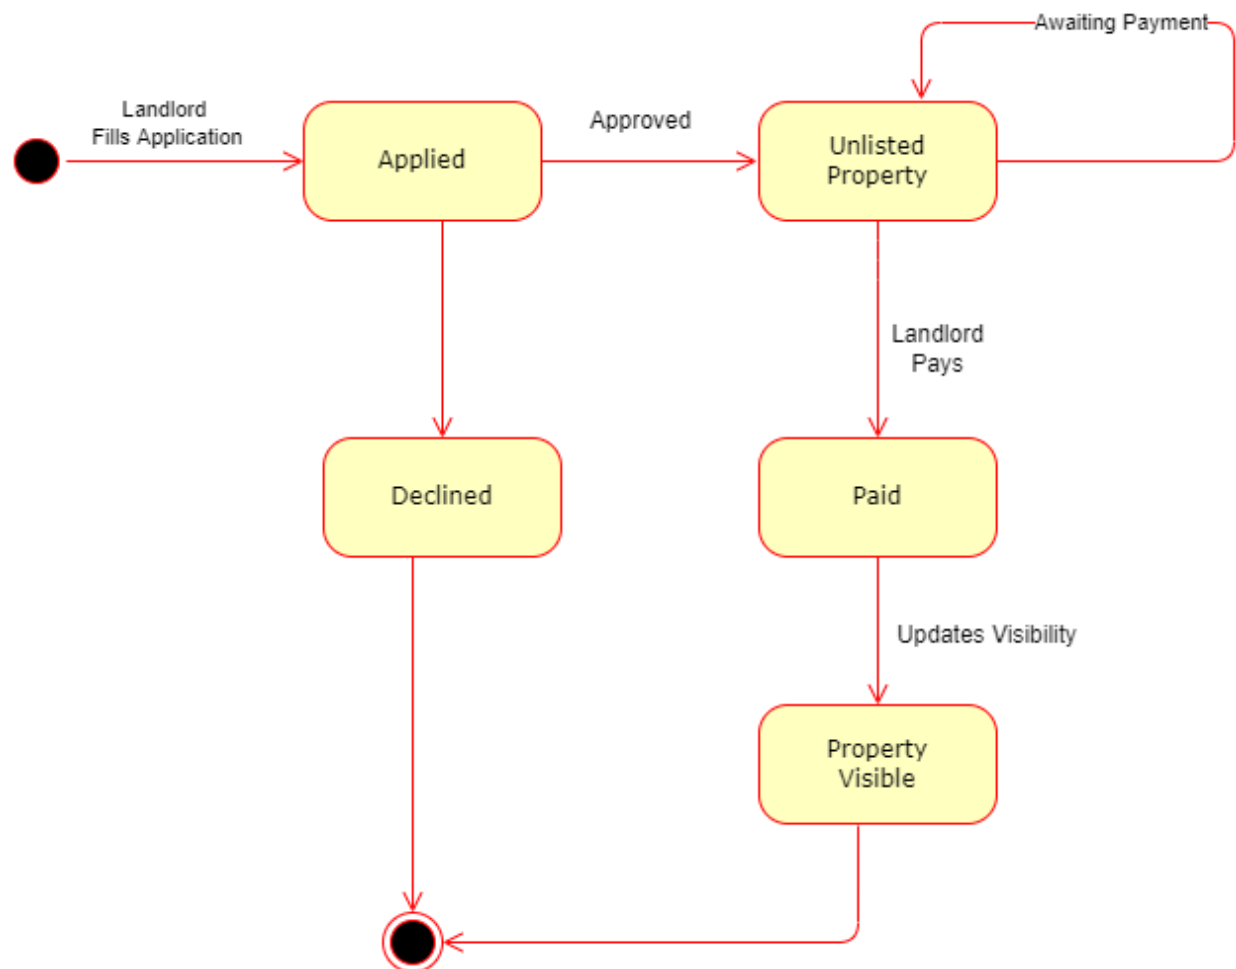 Awaiting Payment
Landlord
Fills Application
Applied
Approved
Unlisted
Property
Landlord
Pays
Declined
Paid
Updates Visibility
Property
Visible